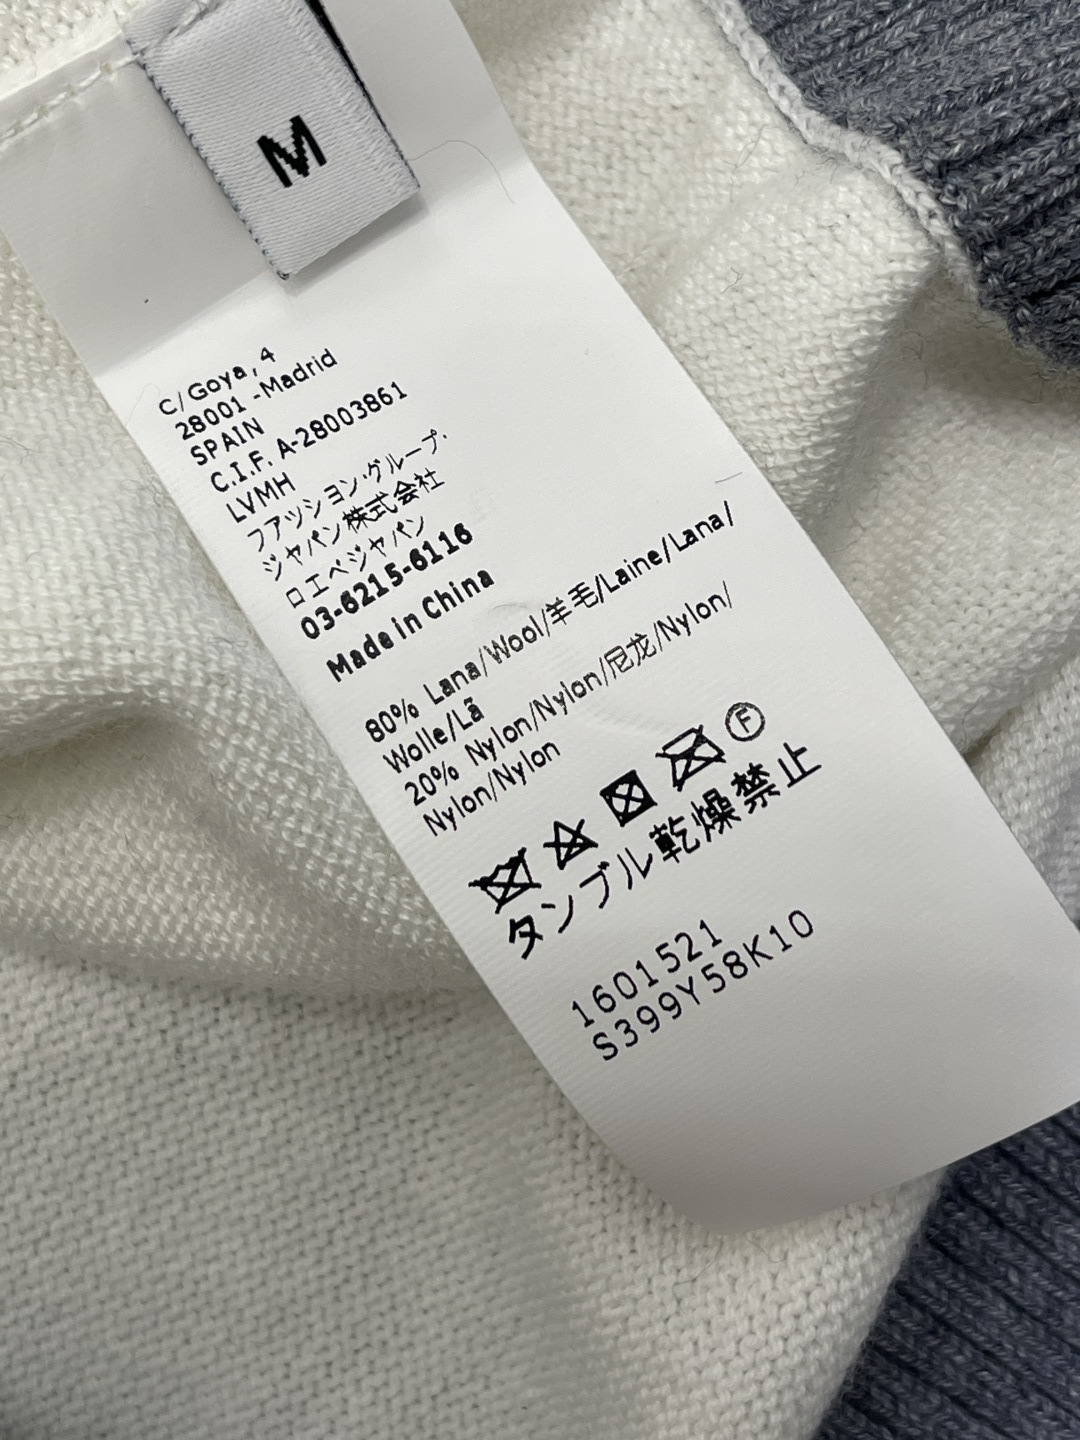 M
C/Goya, 4
28001 -Madrid
SPAIN
C.I.F. A-28003861
LVMH
ファッション・グループ・
ジャパン株式会社
ロエベジャパン
03-6215-6116
Made in China
80% Lana/Wool/羊毛/Laine/Lana/
Wolle/Lã
20% Nylon/Nylon/尼龙/Nylon/
Nylon/Nylon
F
タンブル乾燥禁止
1601521
S399Y58K10